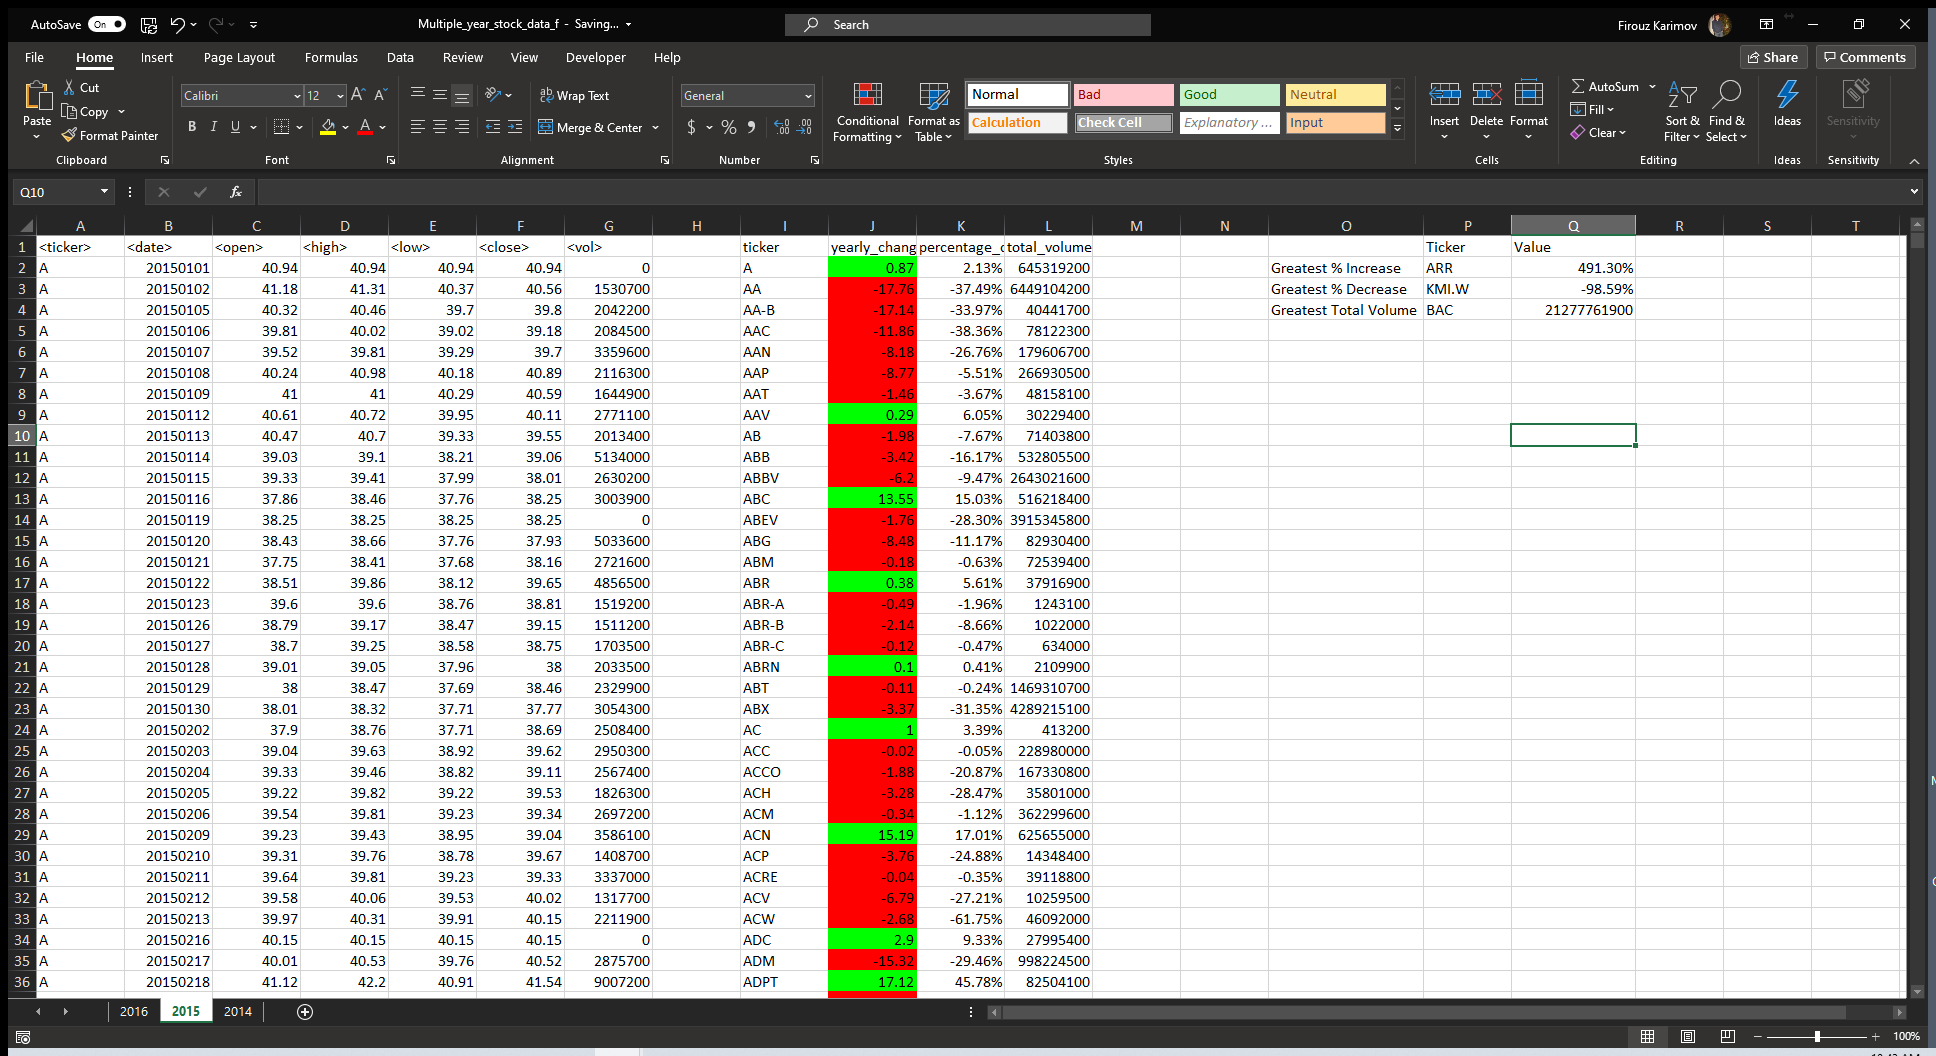 AutoSave On Multiple_year_stock_data_f - Saving... Search Firouz Karimov
File Home Insert Page Layout Formulas Data Review View Developer Help Share Comments
Paste Cut Copy Format Painter
Calibri 12 A A B I U A
Wrap Text Merge & Center
General $ % 9
Conditional Formatting Format as Table
Normal Bad Good Neutral
Calculation Check Cell Explanatory ... Input
Insert Delete Format
AutoSum Fill Clear Sort & Filter Find & Select
Ideas Sensitivity
Clipboard Font Alignment Number Styles Cells Editing Ideas Sensitivity
Q10 fx
A B C D E F G H I J K L M N O P Q R S T
1 <ticker> <date> <open> <high> <low> <close> <vol> ticker yearly_chang percentage_c total_volume Ticker Value
2 A 20150101 40.94 40.94 40.94 40.94 0 A 0.87 2.13% 645319200 Greatest % Increase ARR 491.30%
3 A 20150102 41.18 41.31 40.37 40.56 1530700 AA -17.76 -37.49% 6449104200 Greatest % Decrease KMI.W -98.59%
4 A 20150105 40.32 40.46 39.7 39.8 2042200 AA-B -17.14 -33.97% 40441700 Greatest Total Volume BAC 21277761900
5 A 20150106 39.81 40.02 39.02 39.18 2084500 AAC -11.86 -38.36% 78122300
6 A 20150107 39.52 39.81 39.29 39.7 3359600 AAN -8.18 -26.76% 179606700
7 A 20150108 40.24 40.98 40.18 40.89 2116300 AAP -8.77 -5.51% 266930500
8 A 20150109 41 41 40.29 40.59 1644900 AAT -1.46 -3.67% 48158100
9 A 20150112 40.61 40.72 39.95 40.11 2771100 AAV 0.29 6.05% 30229400
10 A 20150113 40.47 40.7 39.33 39.55 2013400 AB -1.98 -7.67% 71403800
11 A 20150114 39.03 39.1 38.21 39.06 5134000 ABB -3.42 -16.17% 532805500
12 A 20150115 39.33 39.41 37.99 38.01 2630200 ABBV -6.2 -9.47% 2643021600
13 A 20150116 37.86 38.46 37.76 38.25 3003900 ABC 13.55 15.03% 516218400
14 A 20150119 38.25 38.25 38.25 38.25 0 ABEV -1.76 -28.30% 3915345800
15 A 20150120 38.43 38.66 37.76 37.93 5033600 ABG -8.48 -11.17% 82930400
16 A 20150121 37.75 38.41 37.68 38.16 2721600 ABM -0.18 -0.63% 72539400
17 A 20150122 38.51 39.86 38.12 39.65 4856500 ABR 0.38 5.61% 37916900
18 A 20150123 39.6 39.6 38.76 38.81 1519200 ABR-A -0.49 -1.96% 1243100
19 A 20150126 38.79 39.17 38.47 39.15 1511200 ABR-B -2.14 -8.66% 1022000
20 A 20150127 38.7 39.25 38.58 38.75 1703500 ABR-C -0.12 -0.47% 634000
21 A 20150128 39.01 39.05 37.96 38 2033500 ABRN 0.1 0.41% 2109900
22 A 20150129 38 38.47 37.69 38.46 2329900 ABT -0.11 -0.24% 1469310700
23 A 20150130 38.01 38.32 37.71 37.77 3054300 ABX -3.37 -31.35% 4289215100
24 A 20150202 37.9 38.76 37.71 38.69 2508400 AC 1 3.39% 413200
25 A 20150203 39.04 39.63 38.92 39.62 2950300 ACC -0.02 -0.05% 228980000
26 A 20150204 39.33 39.46 38.82 39.11 2567400 ACCO -1.88 -20.87% 167330800
27 A 20150205 39.22 39.82 39.22 39.53 1826300 ACH -3.28 -28.47% 35801000
28 A 20150206 39.54 39.81 39.23 39.34 2697200 ACM -0.34 -1.12% 362299600
29 A 20150209 39.23 39.43 38.95 39.04 3586100 ACN 15.19 17.01% 625655000
30 A 20150210 39.31 39.76 38.78 39.67 1408700 ACP -3.76 -24.88% 14348400
31 A 20150211 39.64 39.81 39.23 39.33 3337000 ACRE -0.04 -0.35% 39118800
32 A 20150212 39.58 40.06 39.53 40.02 1317700 ACV -6.79 -27.21% 10259500
33 A 20150213 39.97 40.31 39.91 40.15 2211900 ACW -2.68 -61.75% 46092000
34 A 20150216 40.15 40.15 40.15 40.15 0 ADC 2.9 9.33% 27995400
35 A 20150217 40.01 40.53 39.76 40.52 2875700 ADM -15.32 -29.46% 998224500
36 A 20150218 41.12 42.2 40.91 41.54 9007200 ADPT 17.12 45.78% 82504100
2016 2015 2014
100%